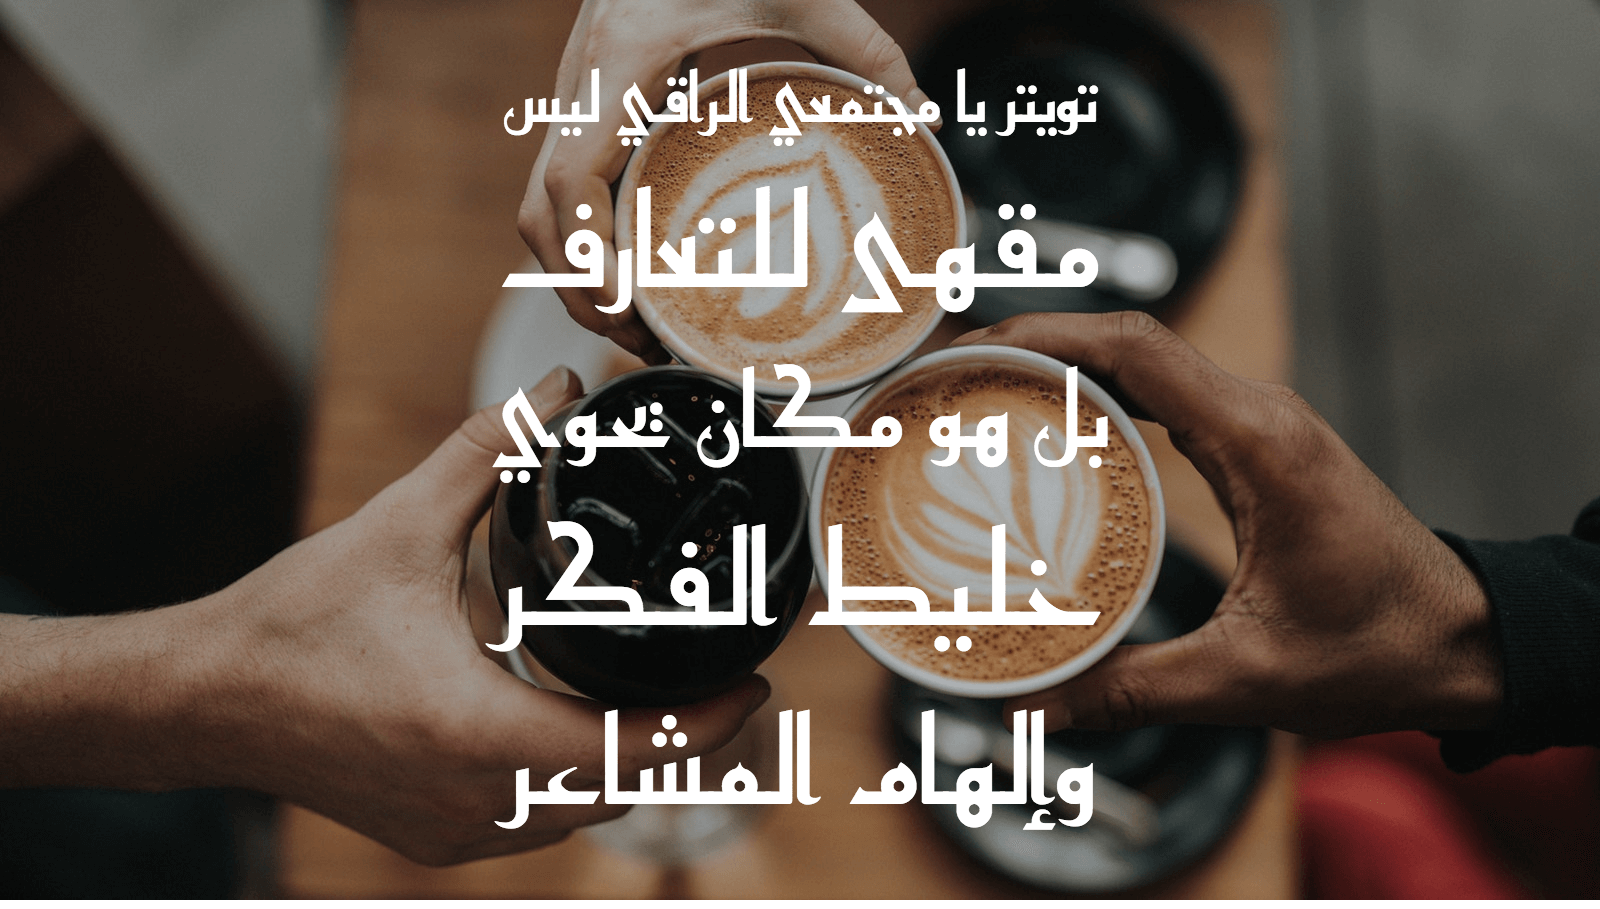 تويتر يا مجتمعي الراقي ليس
مقهى للتعارف
بل هو مكان يحوي
خليط الفكر
وإلهام المشاعر